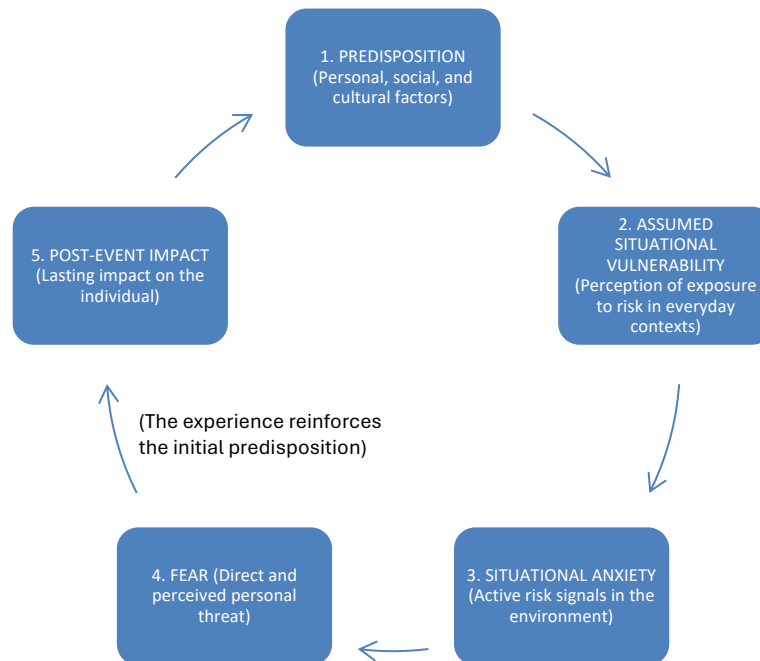 1. PREDISPOSITION
(Personal, social, and
cultural factors)
2. ASSUMED
SITUATIONAL
VULNERABILITY
(Perception of exposure
to risk in everyday
contexts)
3. SITUATIONAL ANXIETY
(Active risk signals in the
environment)
4. FEAR (Direct and
perceived personal
threat)
(The experience reinforces
the initial predisposition)
5. POST-EVENT IMPACT
(Lasting impact on the
individual)